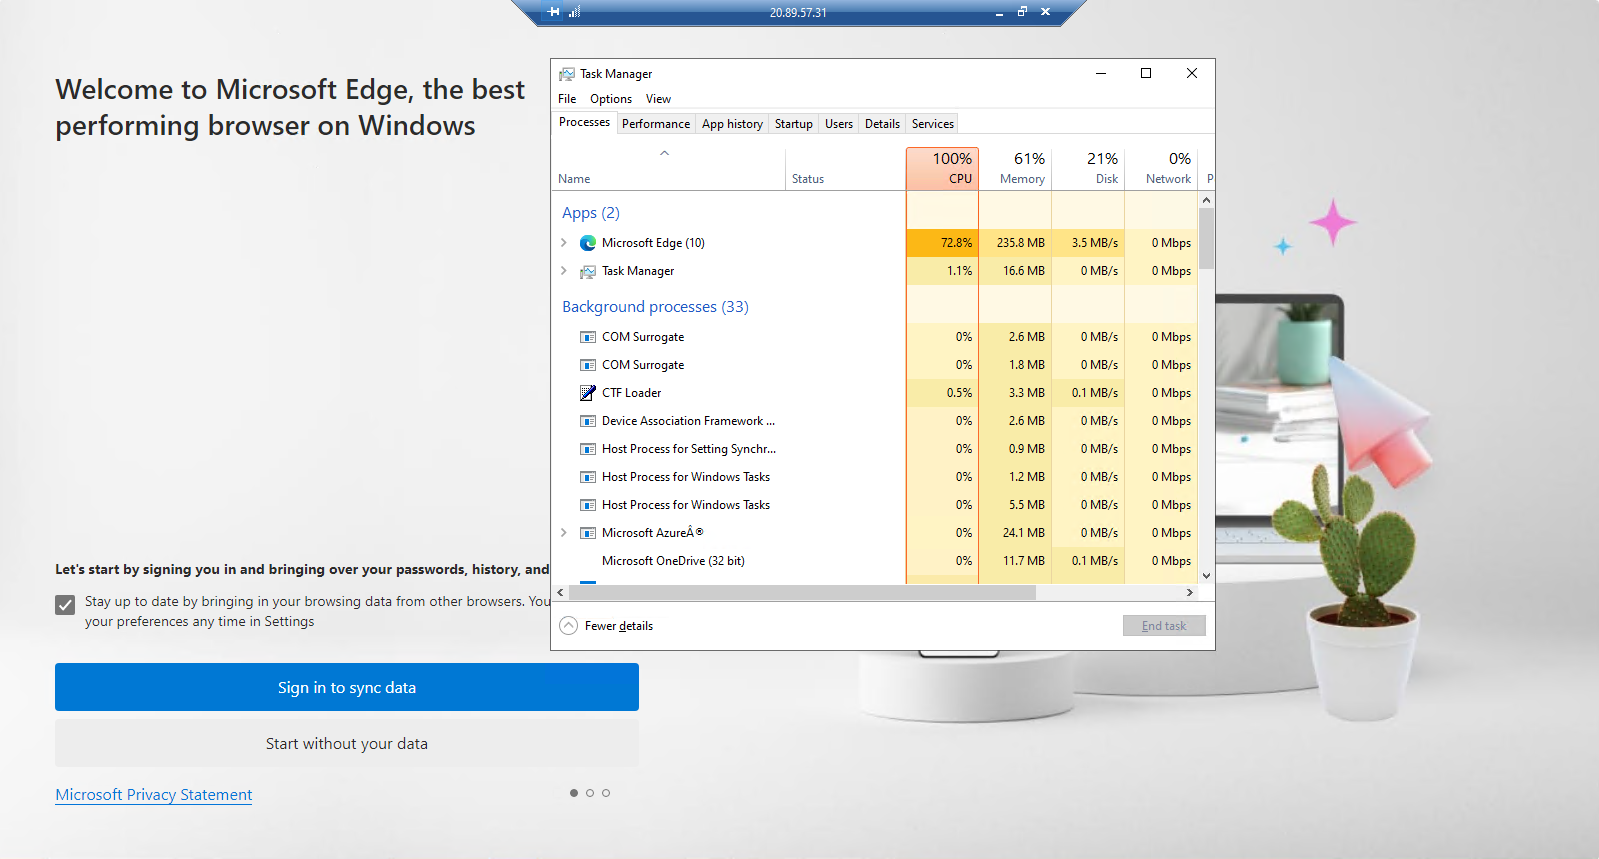 20.89.57.31
Welcome to Microsoft Edge, the best
performing browser on Windows
Let's start by signing you in and bringing over your passwords, history, and
Stay up to date by bringing in your browsing data from other browsers. You
your preferences any time in Settings
Sign in to sync data
Start without your data
Microsoft Privacy Statement
Task Manager
File Options View
Processes Performance App history Startup Users Details Services
100% 61% 21% 0%
Name Status CPU Memory Disk Network P
Apps (2)
Microsoft Edge (10) 72.8% 235.8 MB 3.5 MB/s 0 Mbps
Task Manager 1.1% 16.6 MB 0 MB/s 0 Mbps
Background processes (33)
COM Surrogate 0% 2.6 MB 0 MB/s 0 Mbps
COM Surrogate 0% 1.8 MB 0 MB/s 0 Mbps
CTF Loader 0.5% 3.3 MB 0.1 MB/s 0 Mbps
Device Association Framework ... 0% 2.6 MB 0 MB/s 0 Mbps
Host Process for Setting Synchr... 0% 0.9 MB 0 MB/s 0 Mbps
Host Process for Windows Tasks 0% 1.2 MB 0 MB/s 0 Mbps
Host Process for Windows Tasks 0% 5.5 MB 0 MB/s 0 Mbps
Microsoft AzureÂ® 0% 24.1 MB 0 MB/s 0 Mbps
Microsoft OneDrive (32 bit) 0% 11.7 MB 0.1 MB/s 0 Mbps
Fewer details
End task